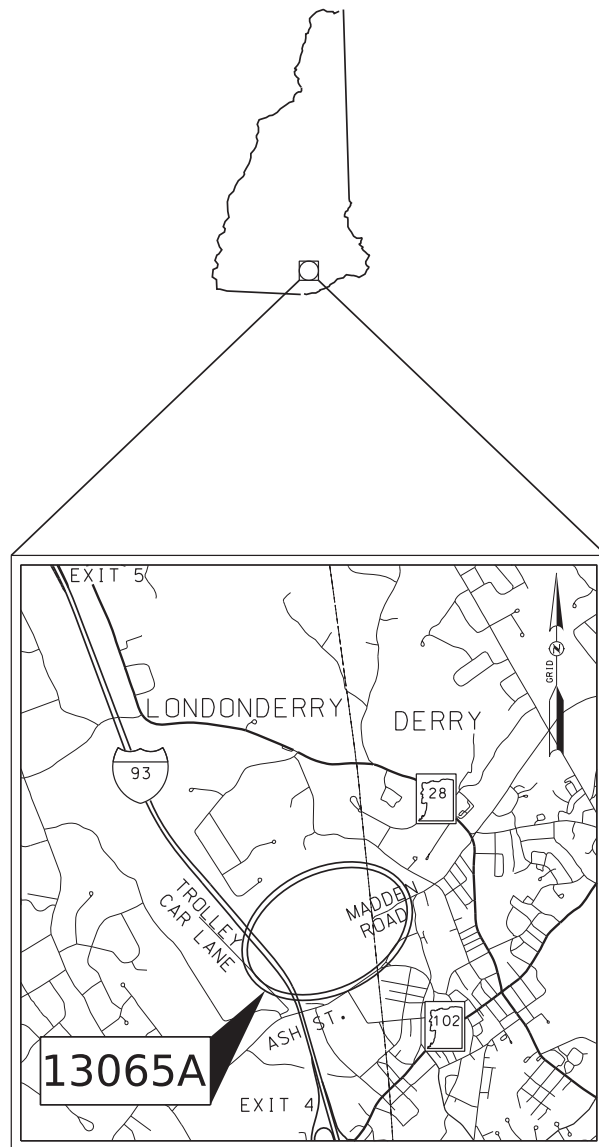 EXIT 5
GRID
N
LONDONDERRY
DERRY
93
28
TROLLEY
CAR LANE
MADDEN
ROAD
102
ASH ST.
13065A
EXIT 4